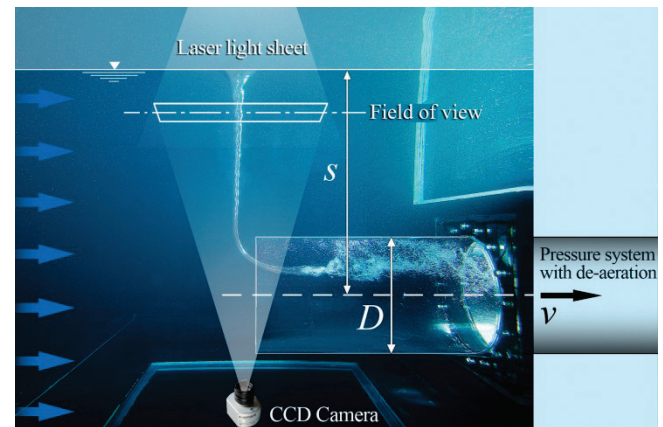 Laser light sheet
Field of view
s
Pressure system
with de-aeration
D
v
CCD Camera